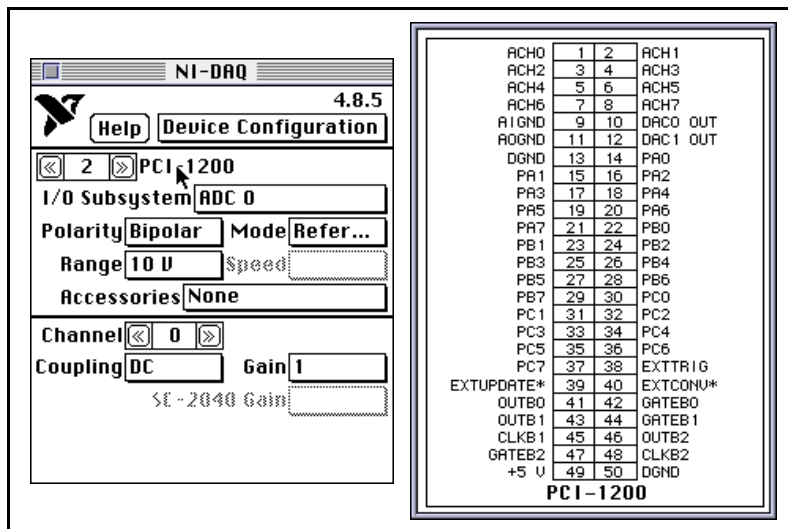 NI-DAQ
4.8.5
Help Device Configuration
2 PCI-1200
I/O Subsystem ADC 0
Polarity Bipolar Mode Refer...
Range 10 V Speed
Accessories None
Channel 0
Coupling DC Gain 1
SC-2040 Gain
ACH0 1 2 ACH1
ACH2 3 4 ACH3
ACH4 5 6 ACH5
ACH6 7 8 ACH7
AIGND 9 10 DAC0 OUT
AOGND 11 12 DAC1 OUT
DGND 13 14 PA0
PA1 15 16 PA2
PA3 17 18 PA4
PA5 19 20 PA6
PA7 21 22 PB0
PB1 23 24 PB2
PB3 25 26 PB4
PB5 27 28 PB6
PB7 29 30 PC0
PC1 31 32 PC2
PC3 33 34 PC4
PC5 35 36 PC6
PC7 37 38 EXTTRIG
EXTUPDATE* 39 40 EXTCONV*
OUTB0 41 42 GATEB0
OUTB1 43 44 GATEB1
CLKB1 45 46 OUTB2
GATEB2 47 48 CLKB2
+5 V 49 50 DGND
PCI-1200